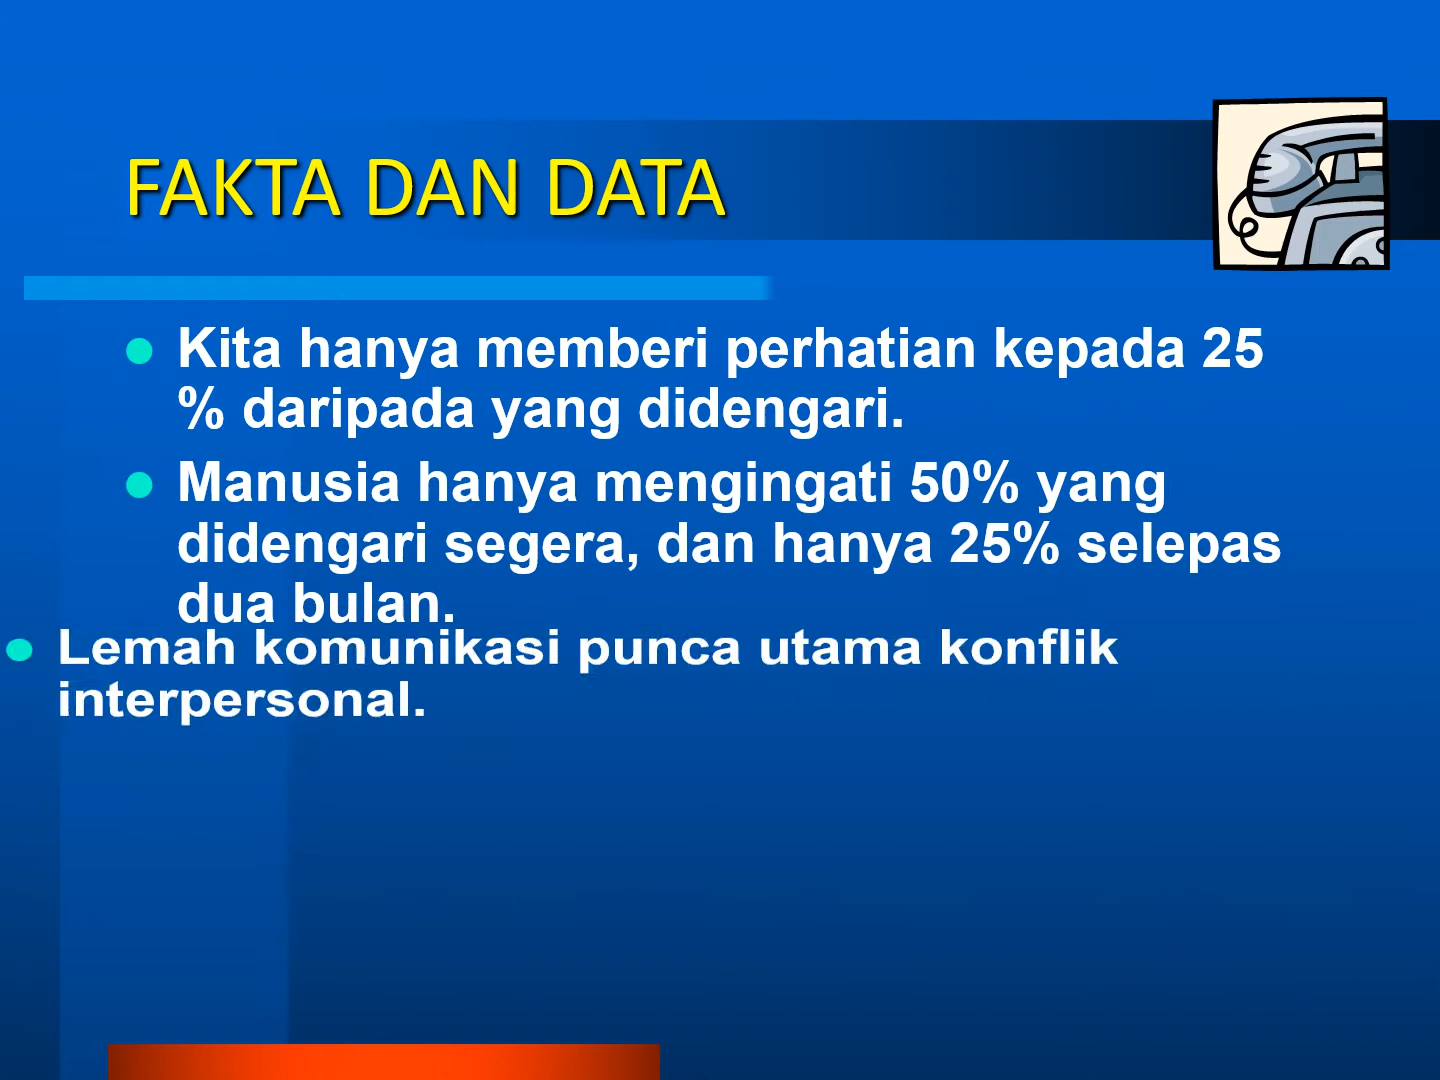 FAKTA DAN DATA
Kita hanya memberi perhatian kepada 25
% daripada yang didengari.
Manusia hanya mengingati 50% yang
didengari segera, dan hanya 25% selepas
dua bulan.
Lemah komunikasi punca utama konflik
interpersonal.